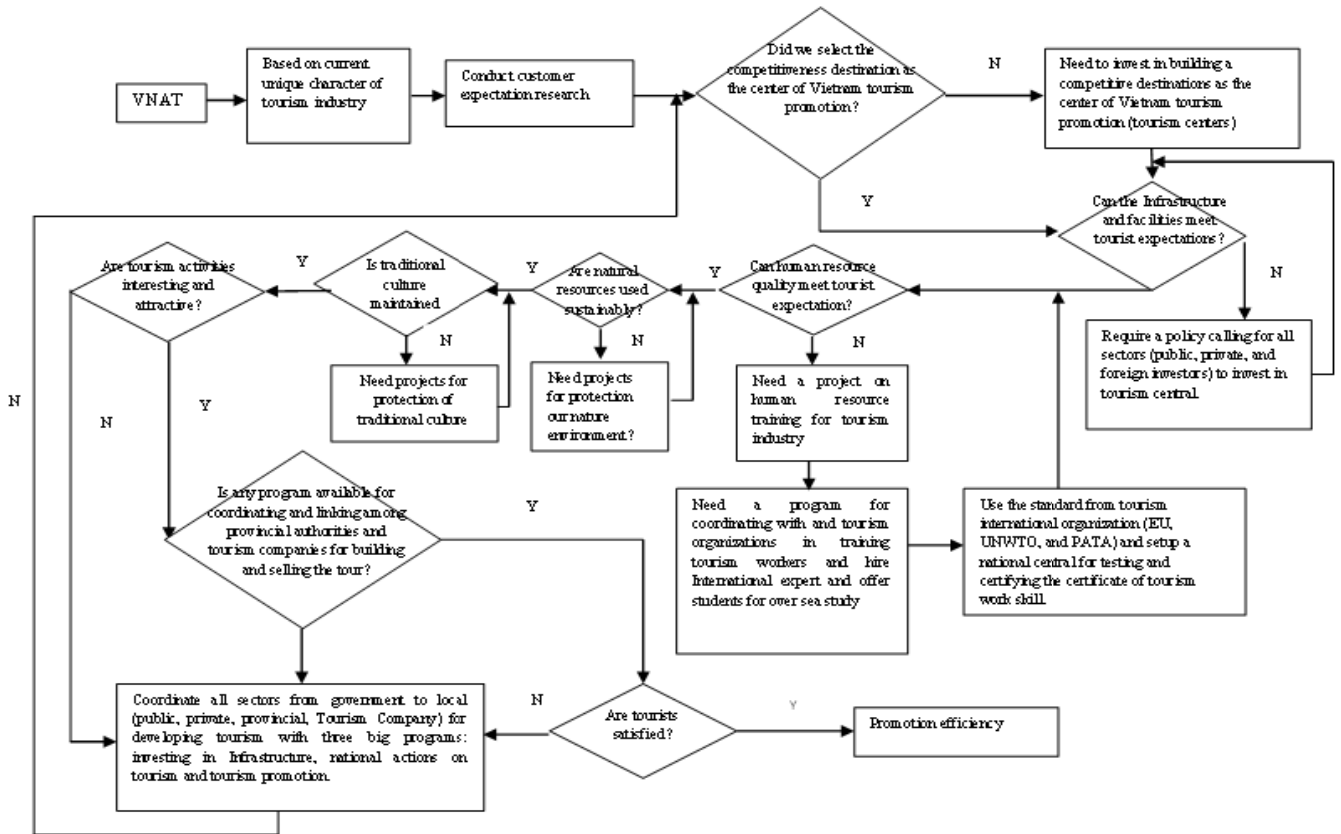 VNAT
Based on current
unique character of
tourism industry
Conduct customer
expectation research
Did we select the
competitiveness destination as
the center of Vietnam tourism
promotion?
N
Need to invest in building a
competitive destinations as the
center of Vietnam tourism
promotion (tourism centers)
Y
Can the Infrastructure
and facilities meet
tourist expectations?
N
Require a policy calling for all
sectors (public, private, and
foreign investors) to invest in
tourism central.
Can human resource
quality meet tourist
expectation?
Y
N
Need a project on
human resource
training for tourism
industry
Need a program for
coordinating with and tourism
organizations in training
tourism workers and hire
International expert and offer
students for over sea study
Use the standard from tourism
international organization (EU,
UNWTO, and PATA) and setup a
national central for testing and
certifying the certificate of tourism
work skill.
Are natural
resources used
sustainably?
Y
N
Need projects
for protection
our nature
environment?
Is traditional
culture
maintained
Y
N
Need projects for
protection of
traditional culture
Are tourism activities
interesting and
attractive?
N
Y
N
Is any program available for
coordinating and linking among
provincial authorities and
tourism companies for building
and selling the tour?
Y
Coordinate all sectors from government to local
(public, private, provincial, Tourism Company) for
developing tourism with three big programs:
investing in Infrastructure, national actions on
tourism and tourism promotion.
N
Are tourists
satisfied?
Y
Promotion efficiency